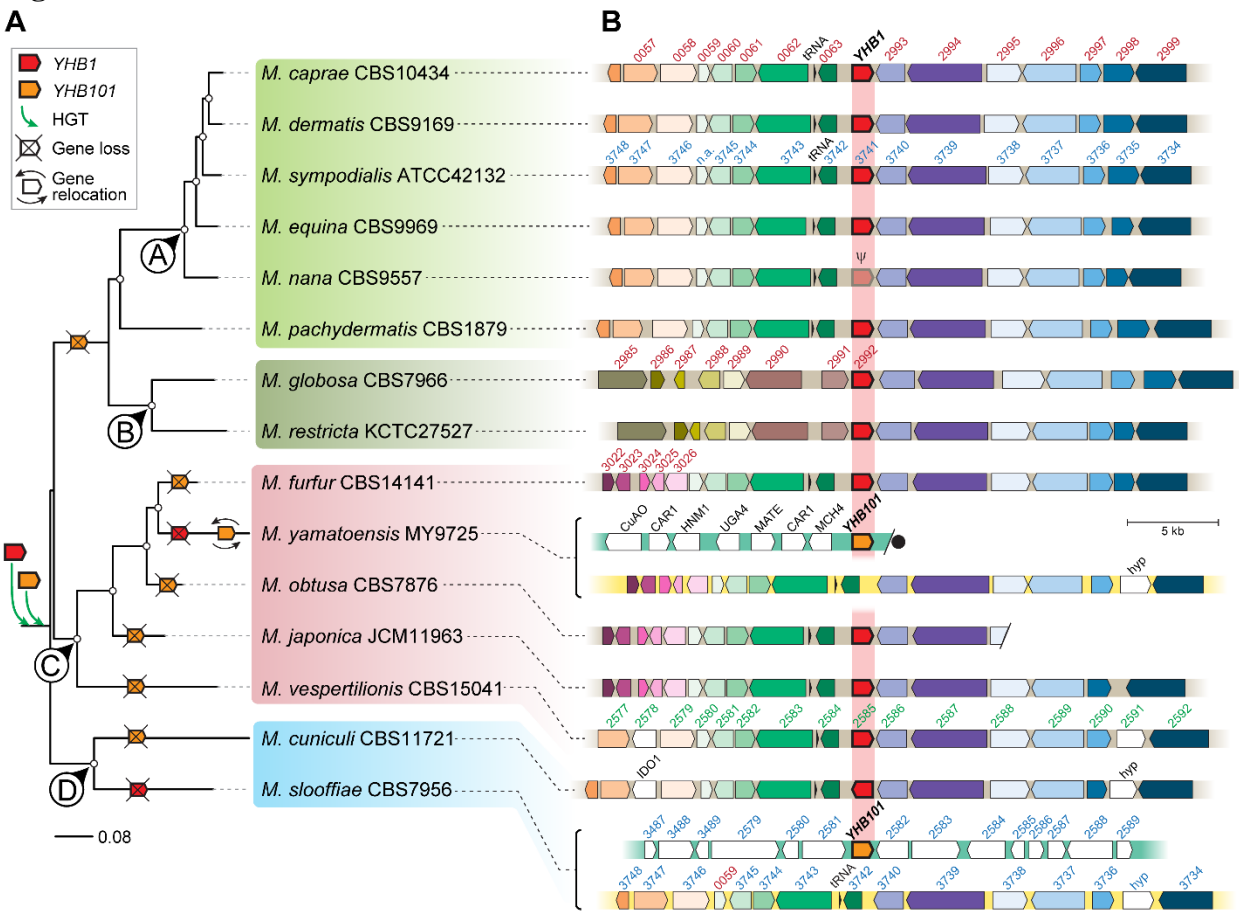 A
B
YHB1
YHB101
HGT
Gene loss
Gene relocation
M. caprae CBS10434
M. dermatis CBS9169
M. sympodialis ATCC42132
M. equina CBS9969
M. nana CBS9557
M. pachydermatis CBS1879
M. globosa CBS7966
M. restricta KCTC27527
M. furfur CBS14141
M. yamatoensis MY9725
M. obtusa CBS7876
M. japonica JCM11963
M. vespertilionis CBS15041
M. cuniculi CBS11721
M. slooffiae CBS7956
A
B
C
D
0.08
0057 0058 0059 0060 0061 0062 tRNA 0063 YHB1 2993 2994 2995 2996 2997 2998 2999
3748 3747 3746 n.a. 3745 3744 3743 tRNA 3742 3741 3740 3739 3738 3737 3736 3735 3734
ψ
2985 2986 2987 2988 2989 2990 2991 2992
3022 3023 3024 3025 3026
CuAO CAR1 HNM1 UGA4 MATE CAR1 MCH4 YHB101
5 kb
hyp
2577 2578 2579 2580 2581 2582 2583 2584 2585 2586 2587 2588 2589 2590 2591 2592
IDO1 hyp
YHB101
3487 3488 3489 2579 2580 2581 2582 2583 2584 2585 2586 2587 2588 2589
3748 3747 3746 0059 3745 3744 3743 tRNA 3742 3740 3739 3738 3737 3736 hyp 3734